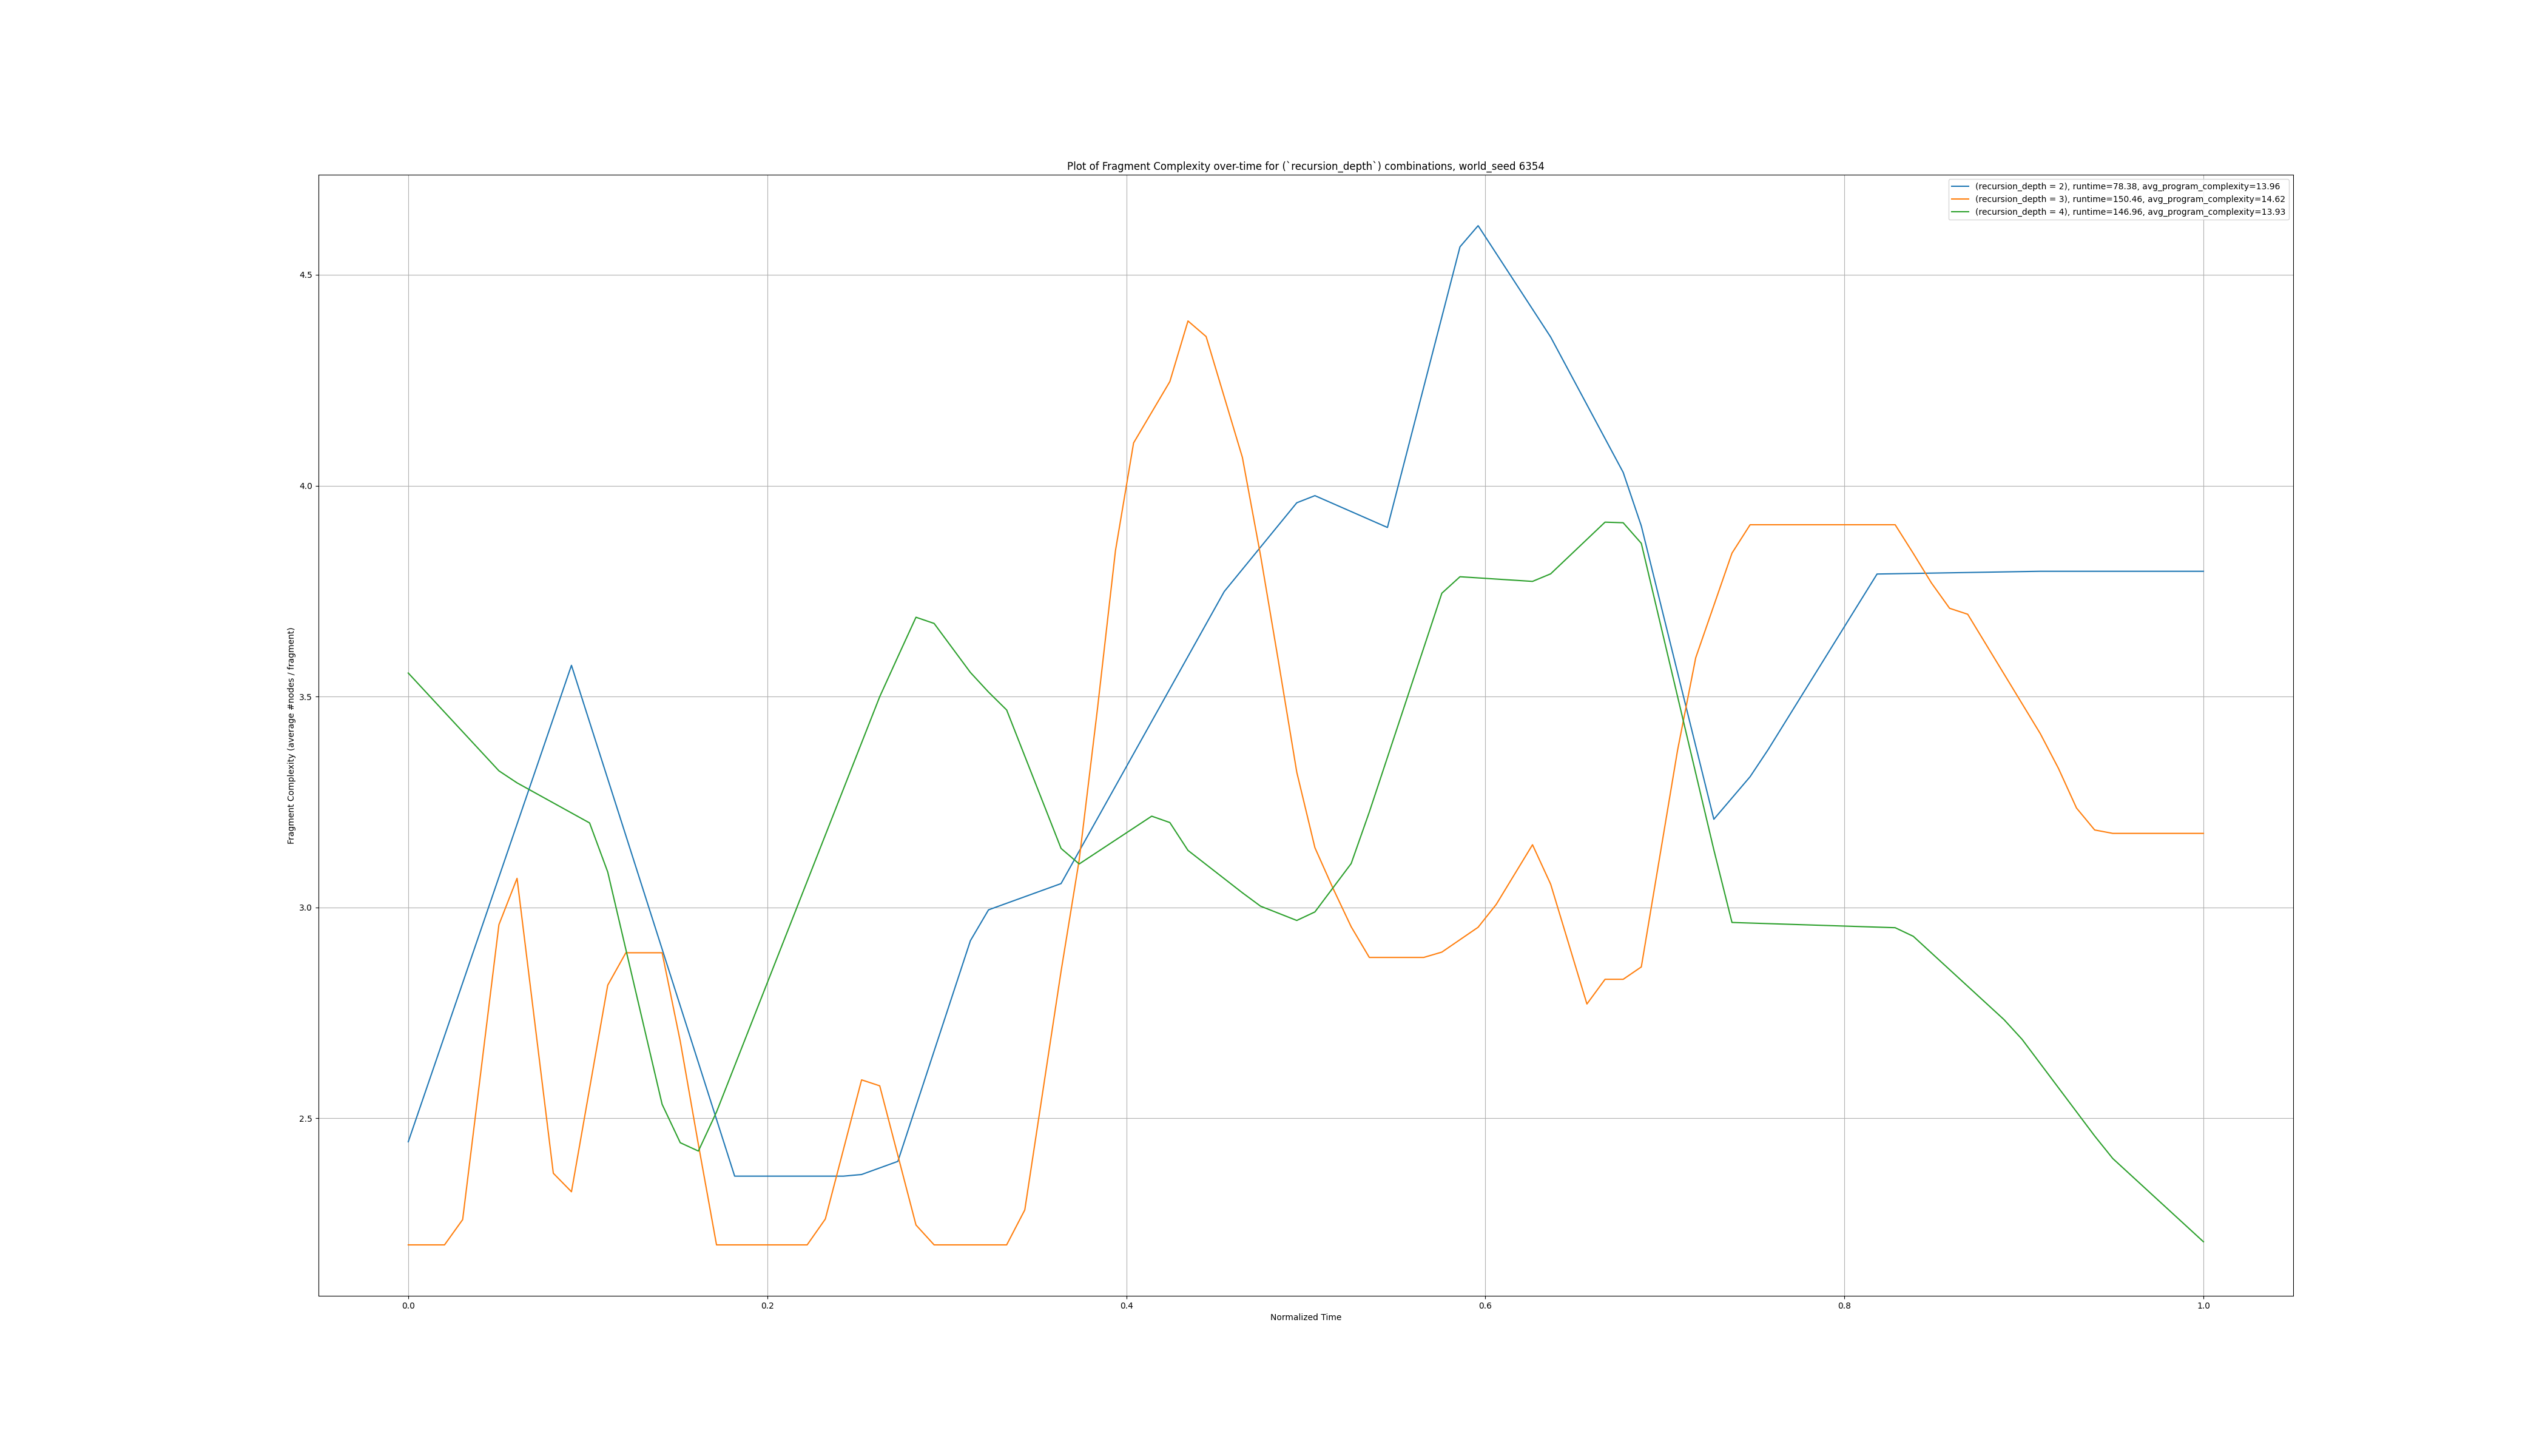 Plot of Fragment Complexity over-time for (`recursion_depth`) combinations, world_seed 6354
(recursion_depth = 2), runtime=78.38, avg_program_complexity=13.96
(recursion_depth = 3), runtime=150.46, avg_program_complexity=14.62
(recursion_depth = 4), runtime=146.96, avg_program_complexity=13.93
Fragment Complexity (average #nodes / fragment)
4.5
4.0
3.5
3.0
2.5
0.0 0.2 0.4 0.6 0.8 1.0
Normalized Time